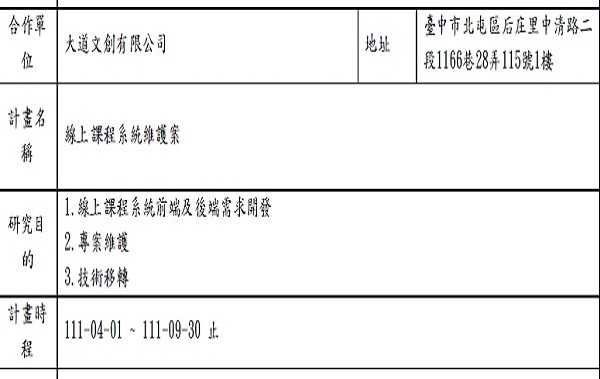 合作單
位
大道文創有限公司
地址
臺中市北屯區后庄里中清路二
段1166巷28弄115號1樓
計畫名
稱
線上課程系統維護案
研究目
的
1.線上課程系統前端及後端需求開發
2.專案維護
3.技術移轉
計畫時
程
111-04-01 ~ 111-09-30 止